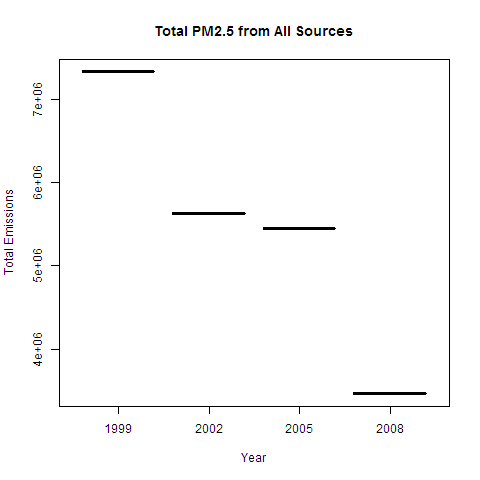 Total PM2.5 from All Sources
Total Emissions
7e+06
6e+06
5e+06
4e+06
1999
2002
2005
2008
Year